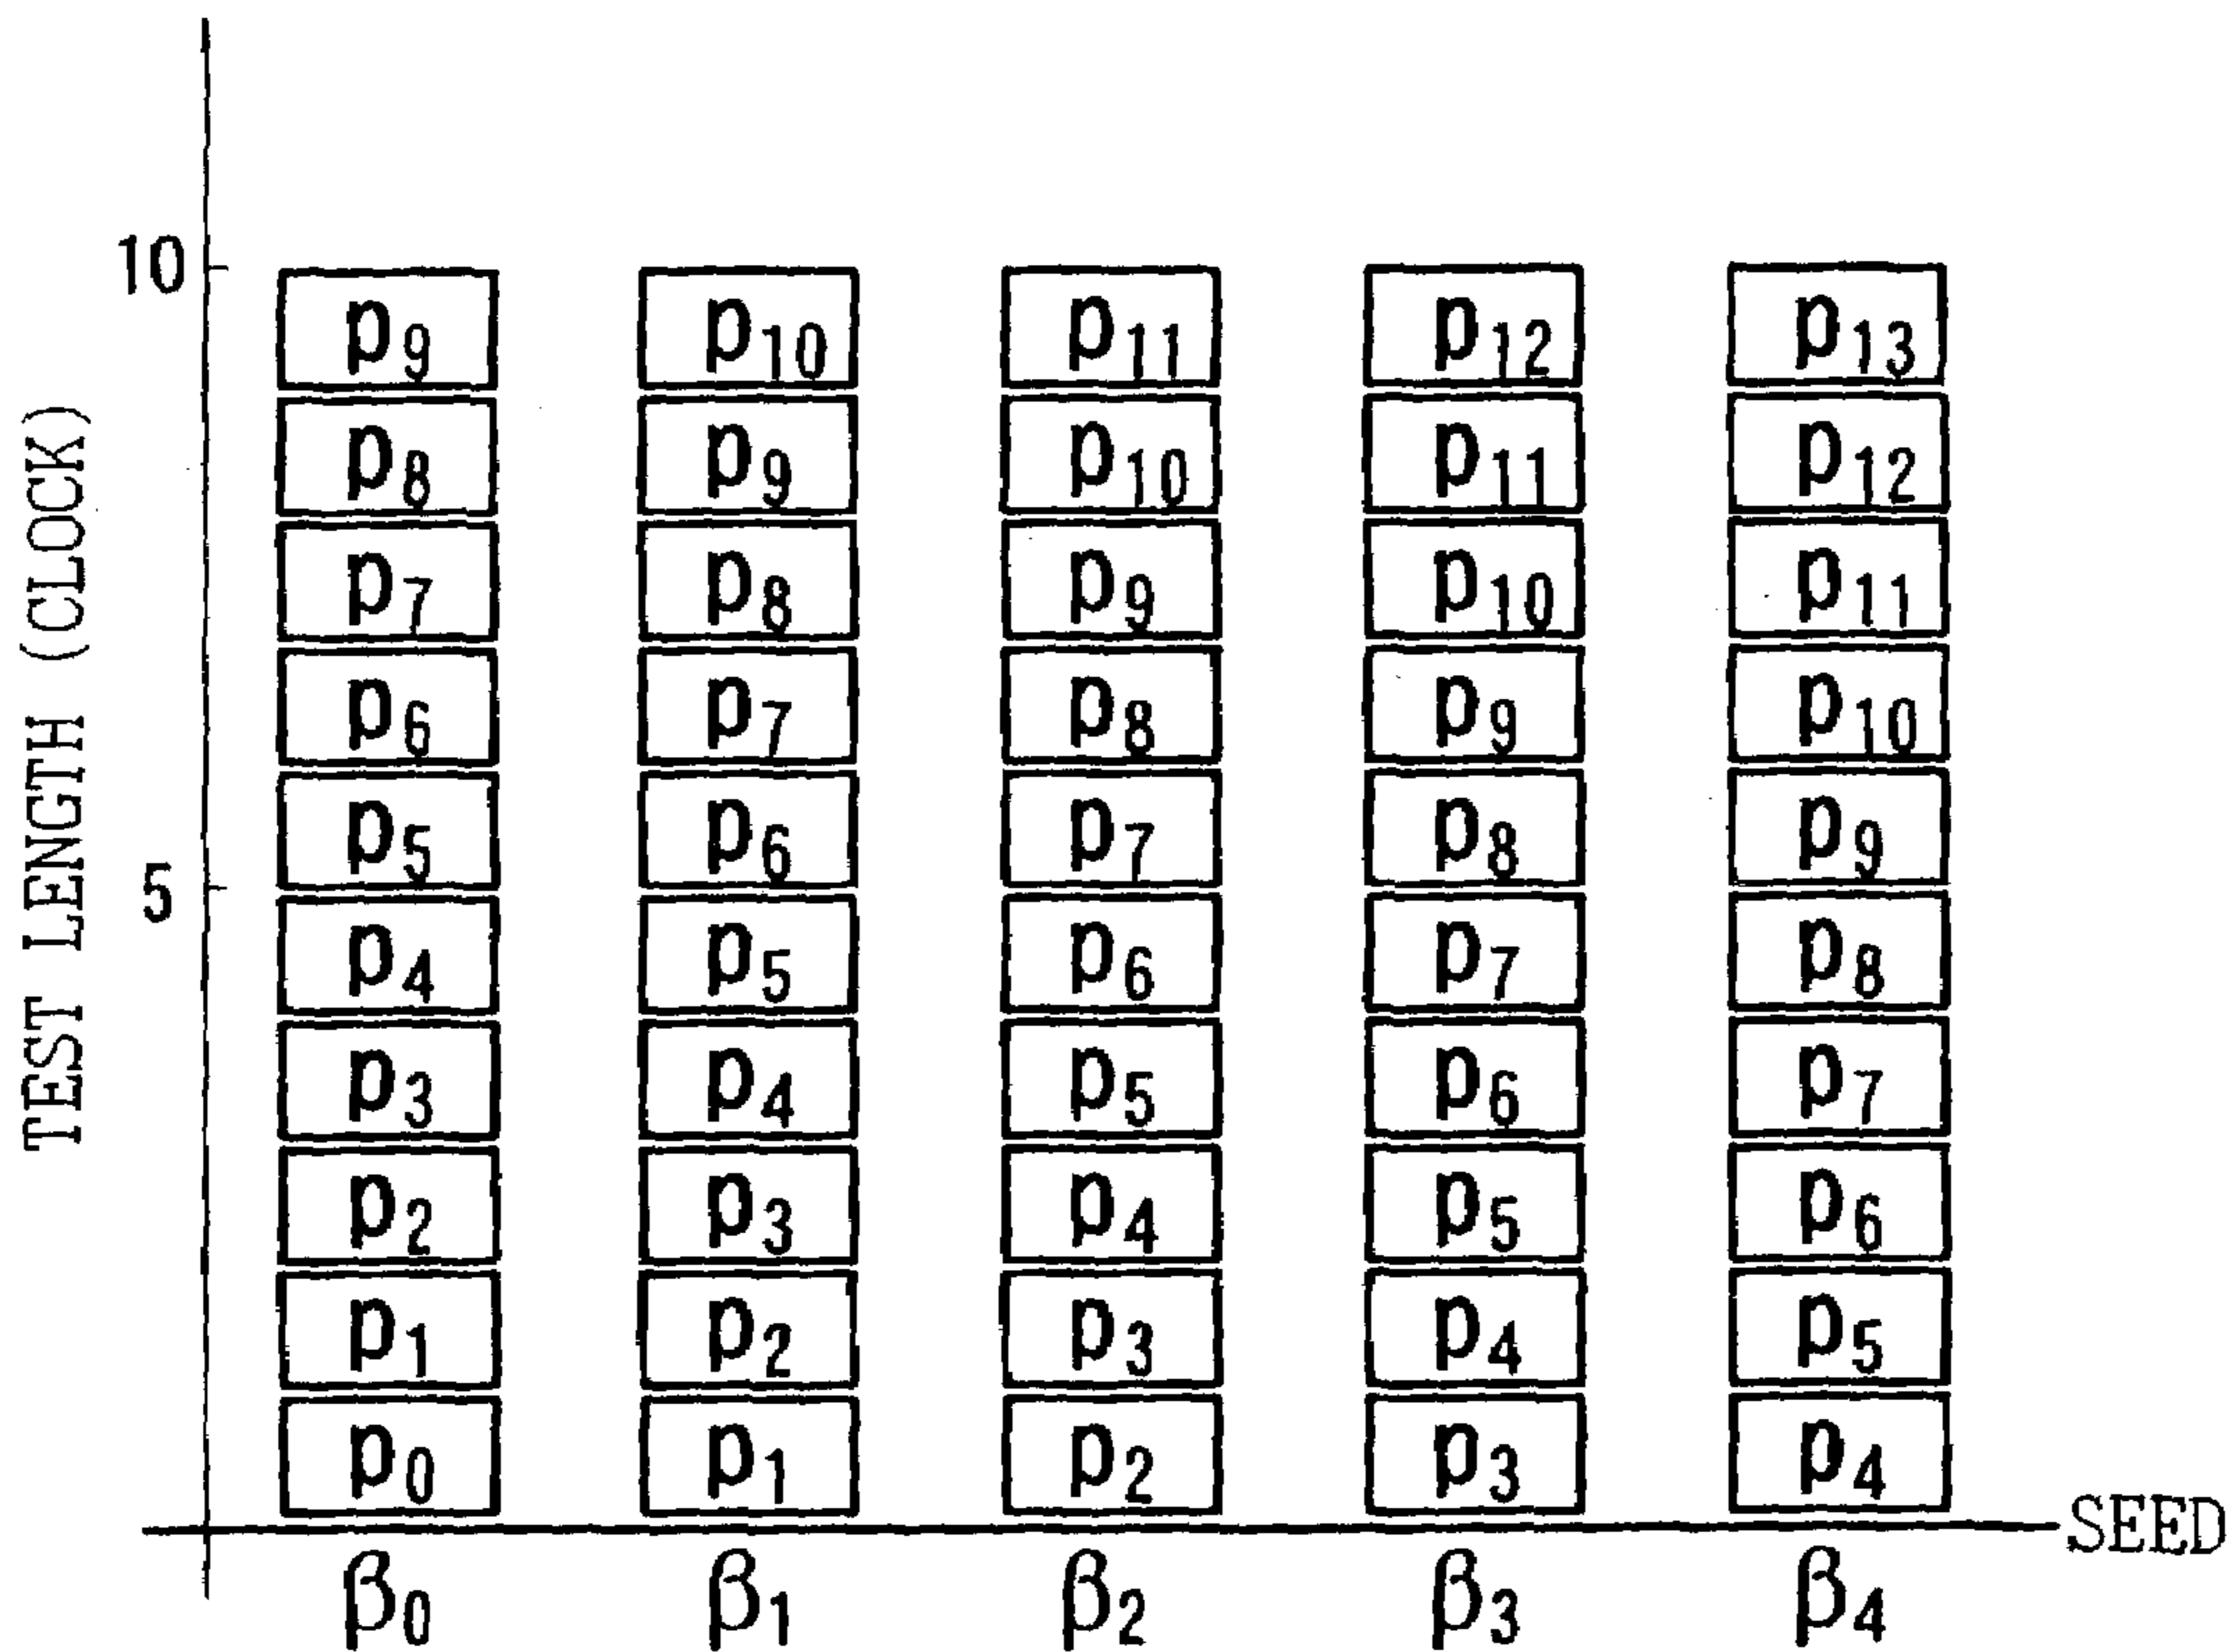 TEST LENGTH (CLOCK)
10
5
p9 p10 p11 p12 p13
p8 p9 p10 p11 p12
p7 p8 p9 p10 p11
p6 p7 p8 p9 p10
p5 p6 p7 p8 p9
p4 p5 p6 p7 p8
p3 p4 p5 p6 p7
p2 p3 p4 p5 p6
p1 p2 p3 p4 p5
p0 p1 p2 p3 p4
SEED
β0 β1 β2 β3 β4